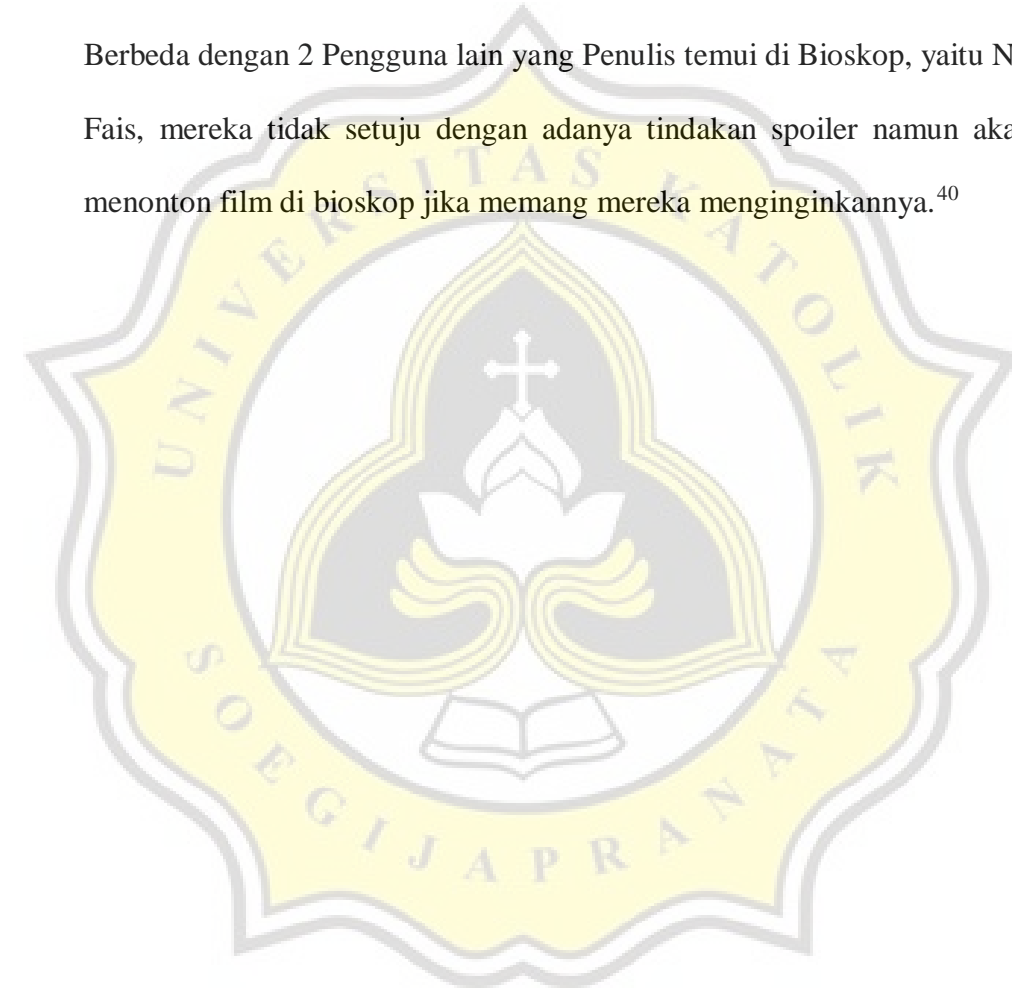 Berbeda dengan 2 Pengguna lain yang Penulis temui di Bioskop, yaitu N
Fais, mereka tidak setuju dengan adanya tindakan spoiler namun aka
menonton film di bioskop jika memang mereka menginginkannya.40
UNIVERSITAS KATOLIK
SOEGIJAPRANATA